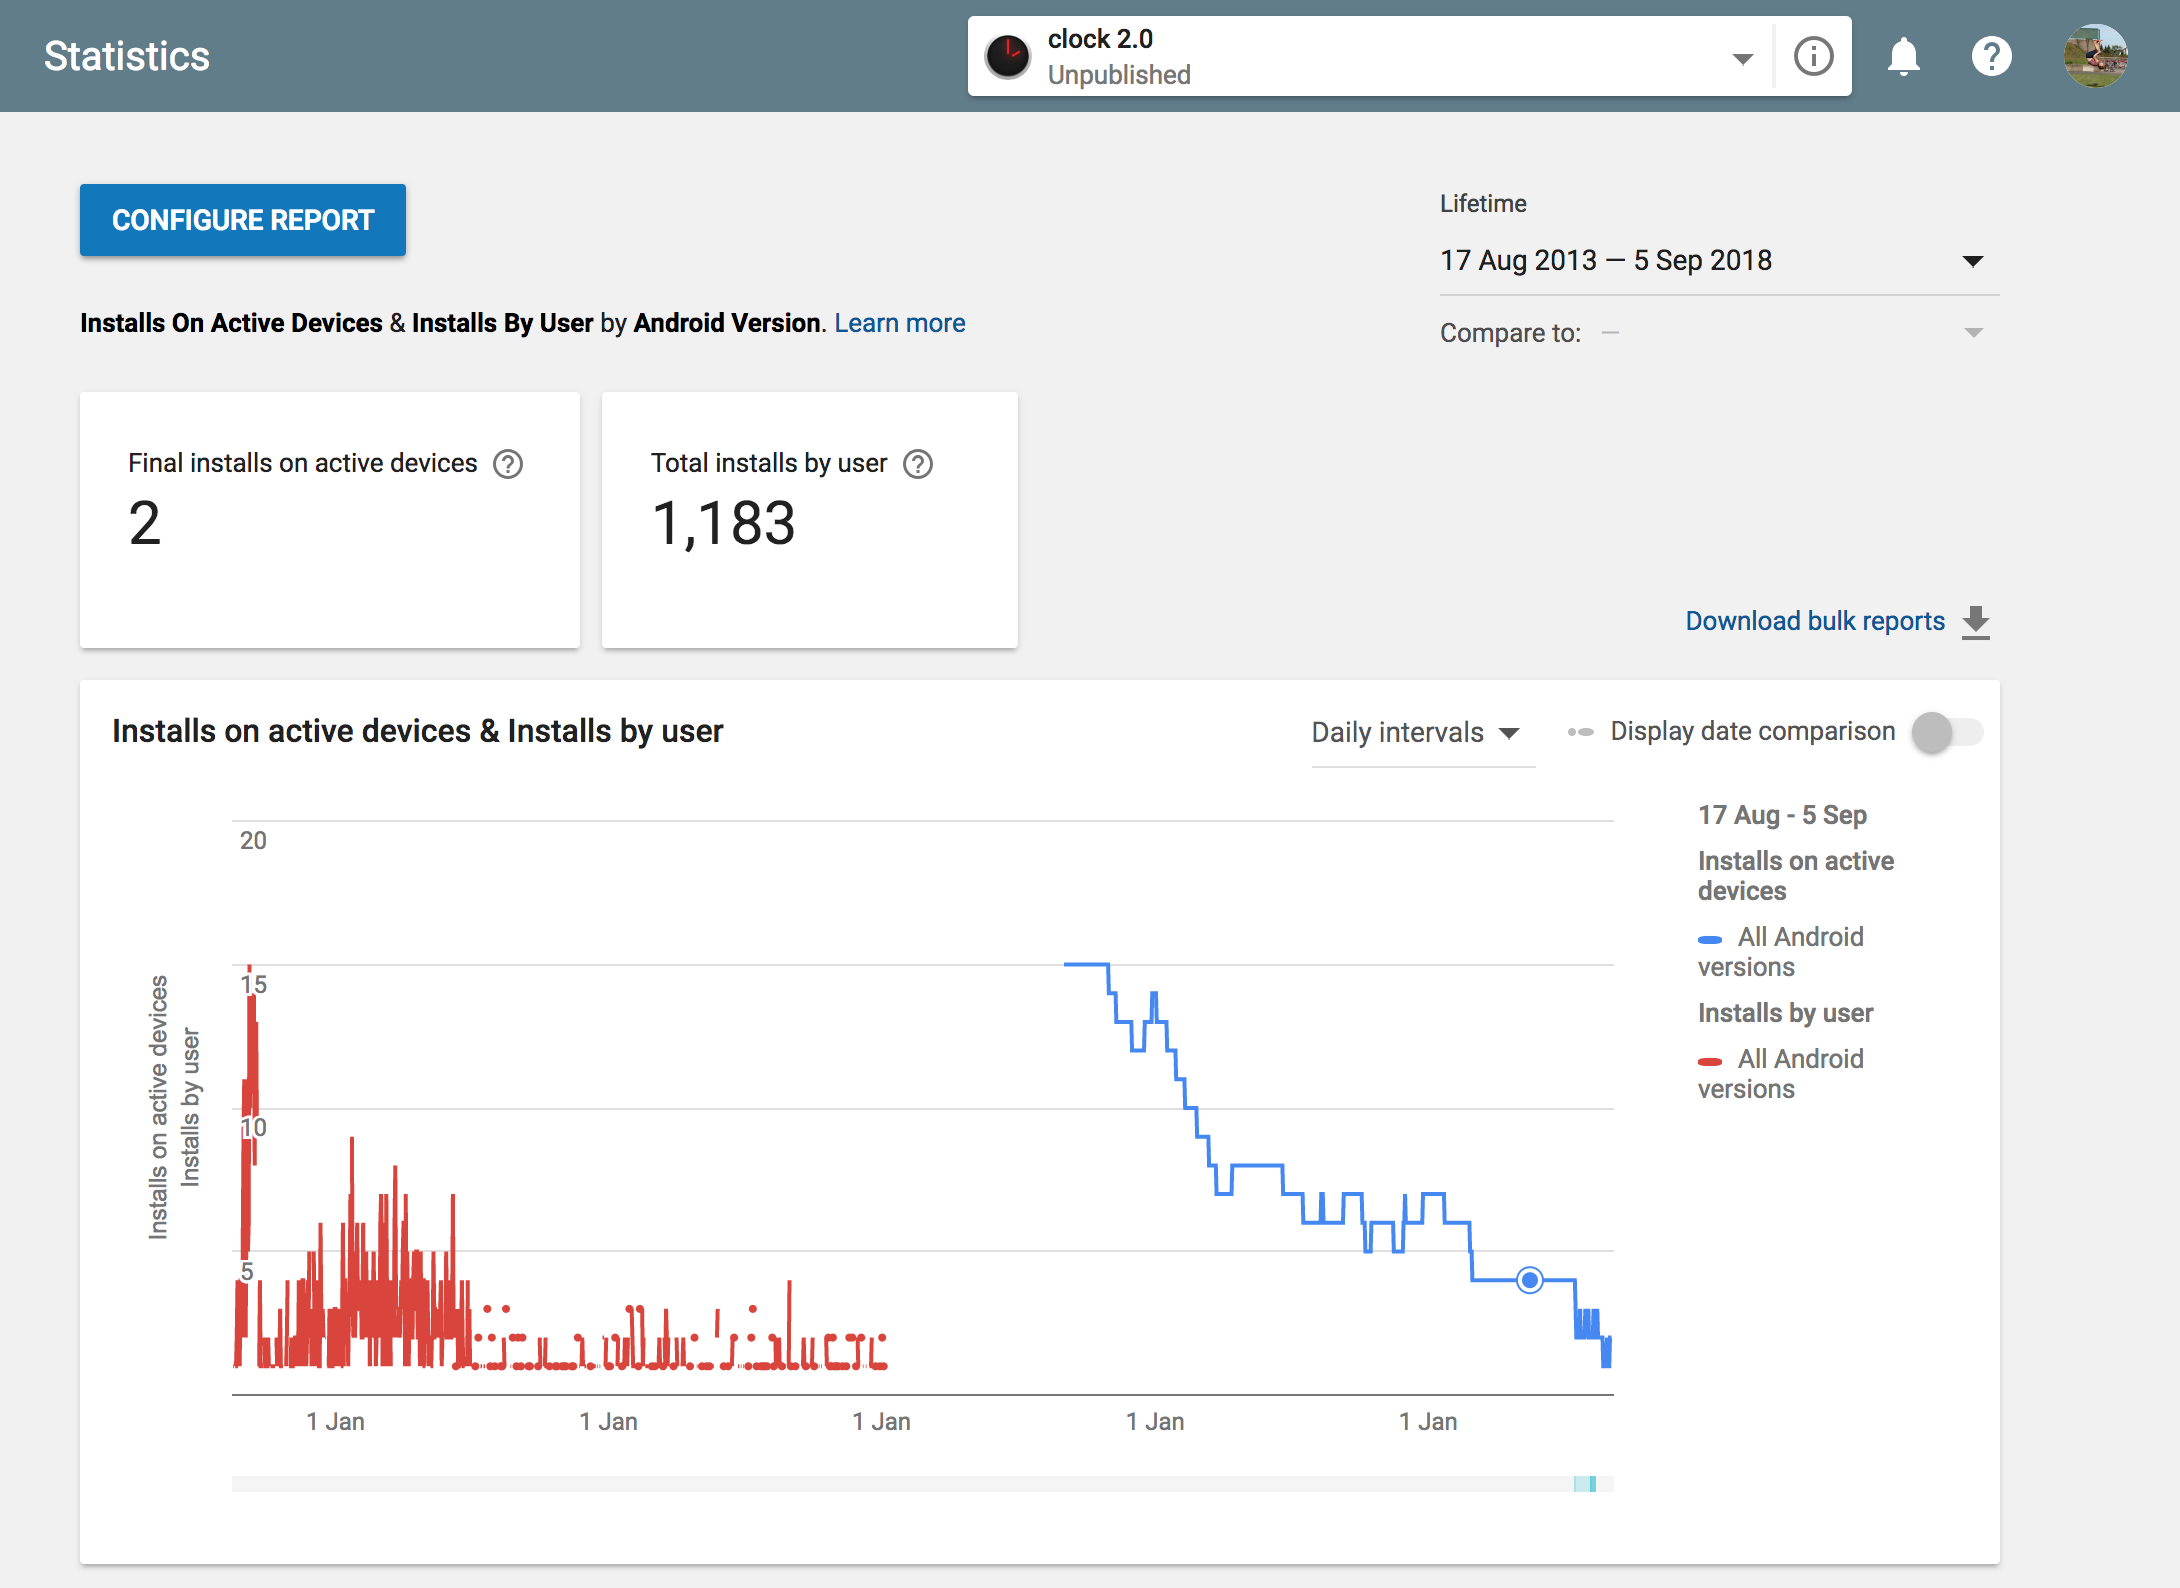 Statistics
clock 2.0
Unpublished
CONFIGURE REPORT
Lifetime
17 Aug 2013 – 5 Sep 2018
Compare to: –
Installs On Active Devices & Installs By User by Android Version. Learn more
Final installs on active devices
2
Total installs by user
1,183
Download bulk reports
Installs on active devices & Installs by user
Daily intervals
Display date comparison
Installs on active devices
Installs by user
20
15
10
5
1 Jan
1 Jan
1 Jan
1 Jan
1 Jan
17 Aug - 5 Sep
Installs on active
devices
All Android
versions
Installs by user
All Android
versions